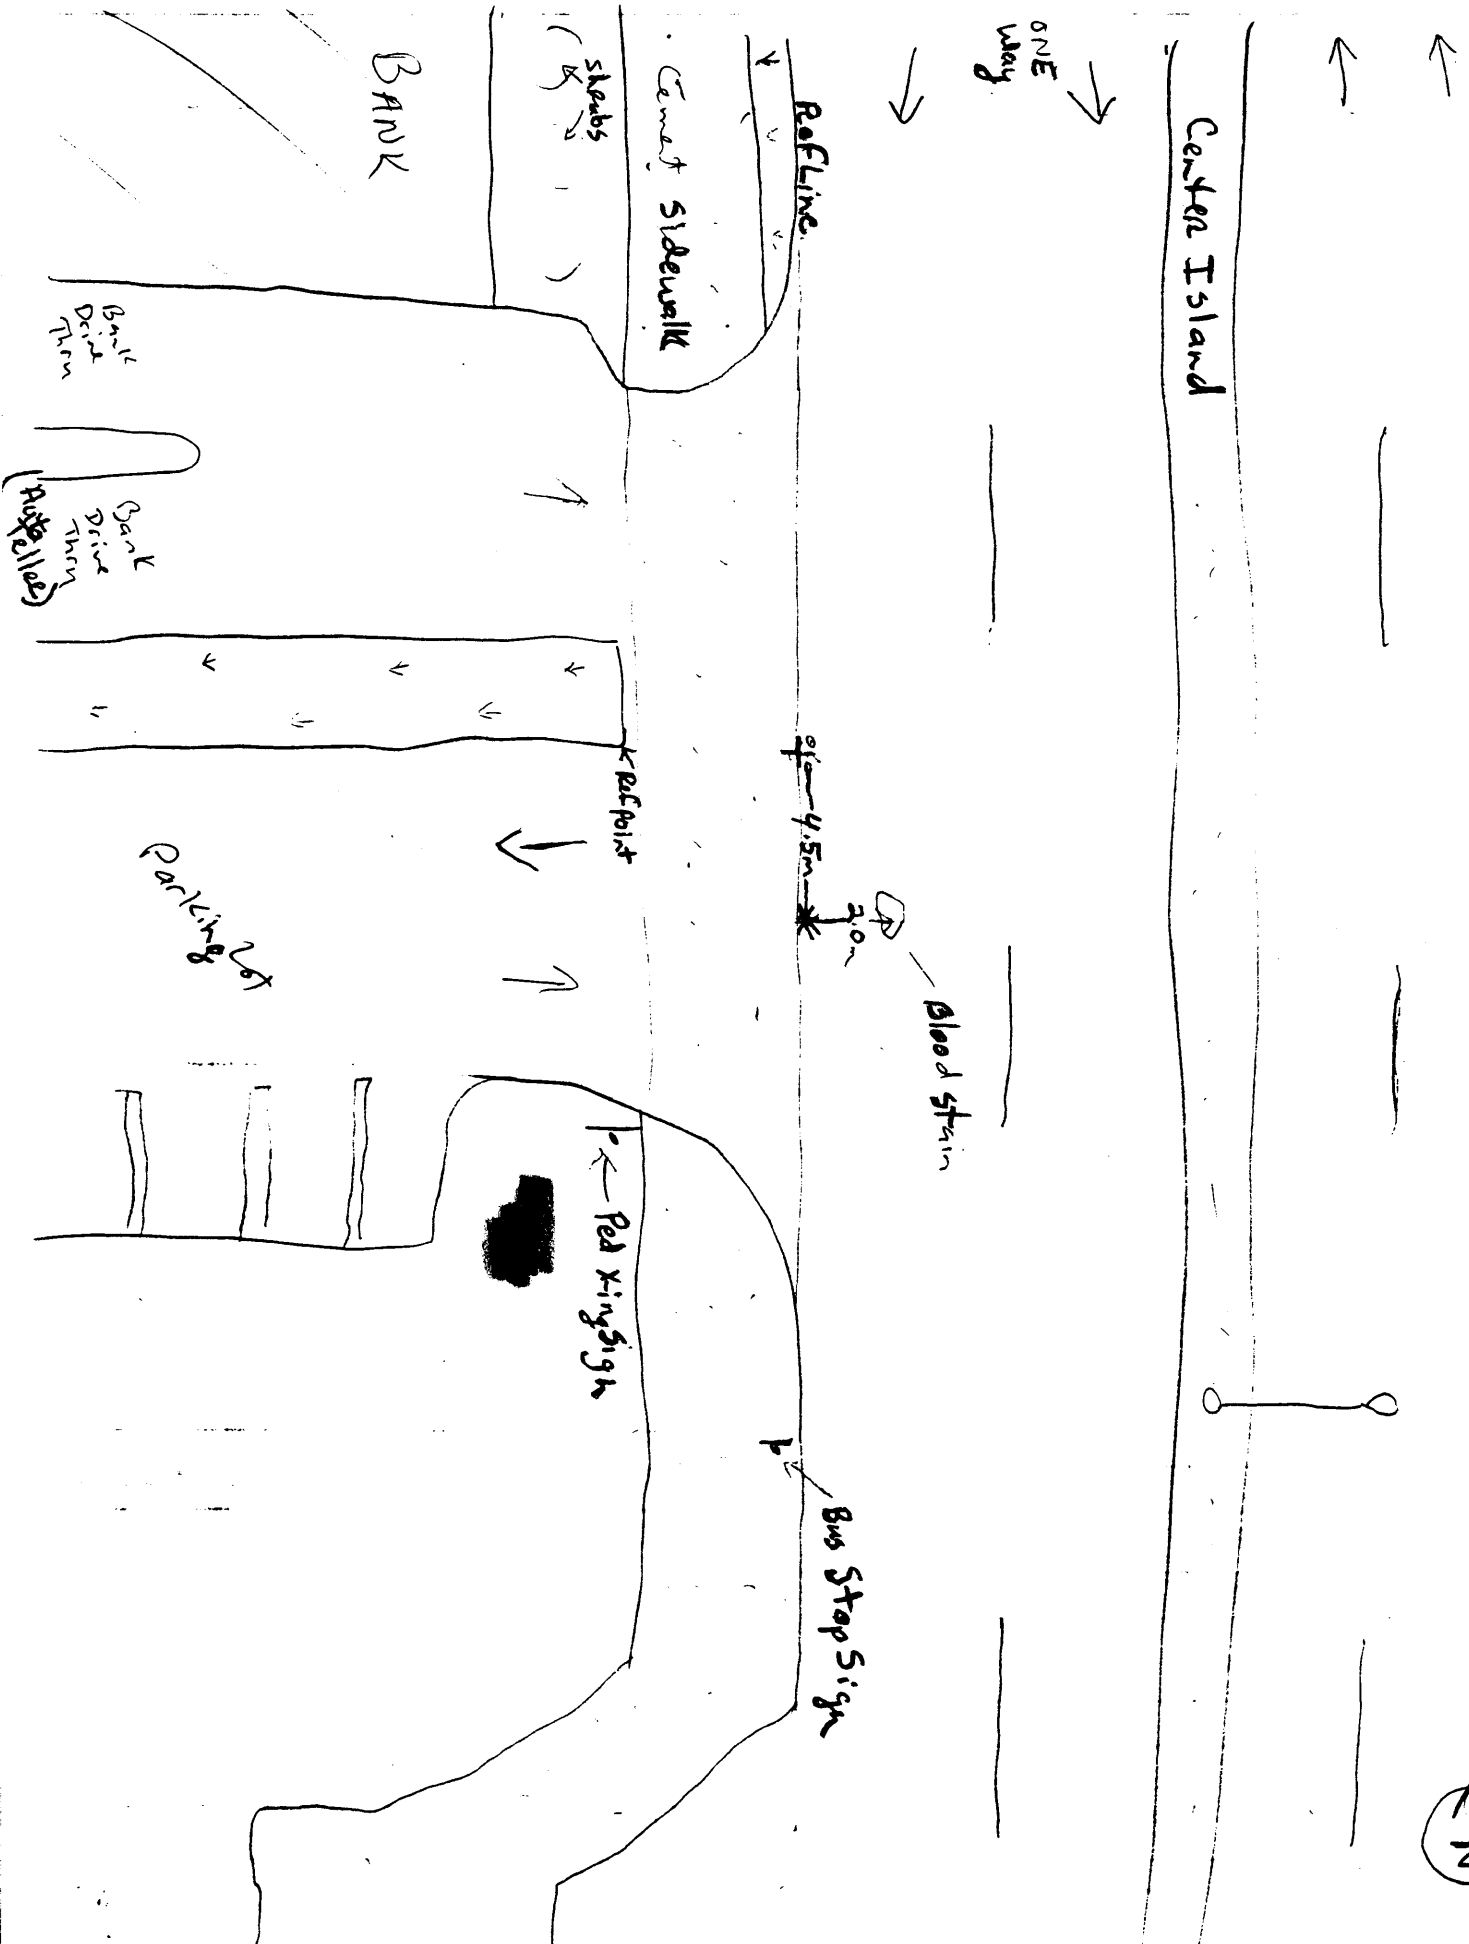 N
Center Island
ONE
Way
Ref Line
Cement sidewalk
shrubs
BANK
Bank
Drive
Thru
Bank
Drive
Thru
(Auto
Teller)
Ref point
0/0
4.5m
2.0m
Blood stain
Parking Lot
Ped X-ing Sign
Bus Stop Sign